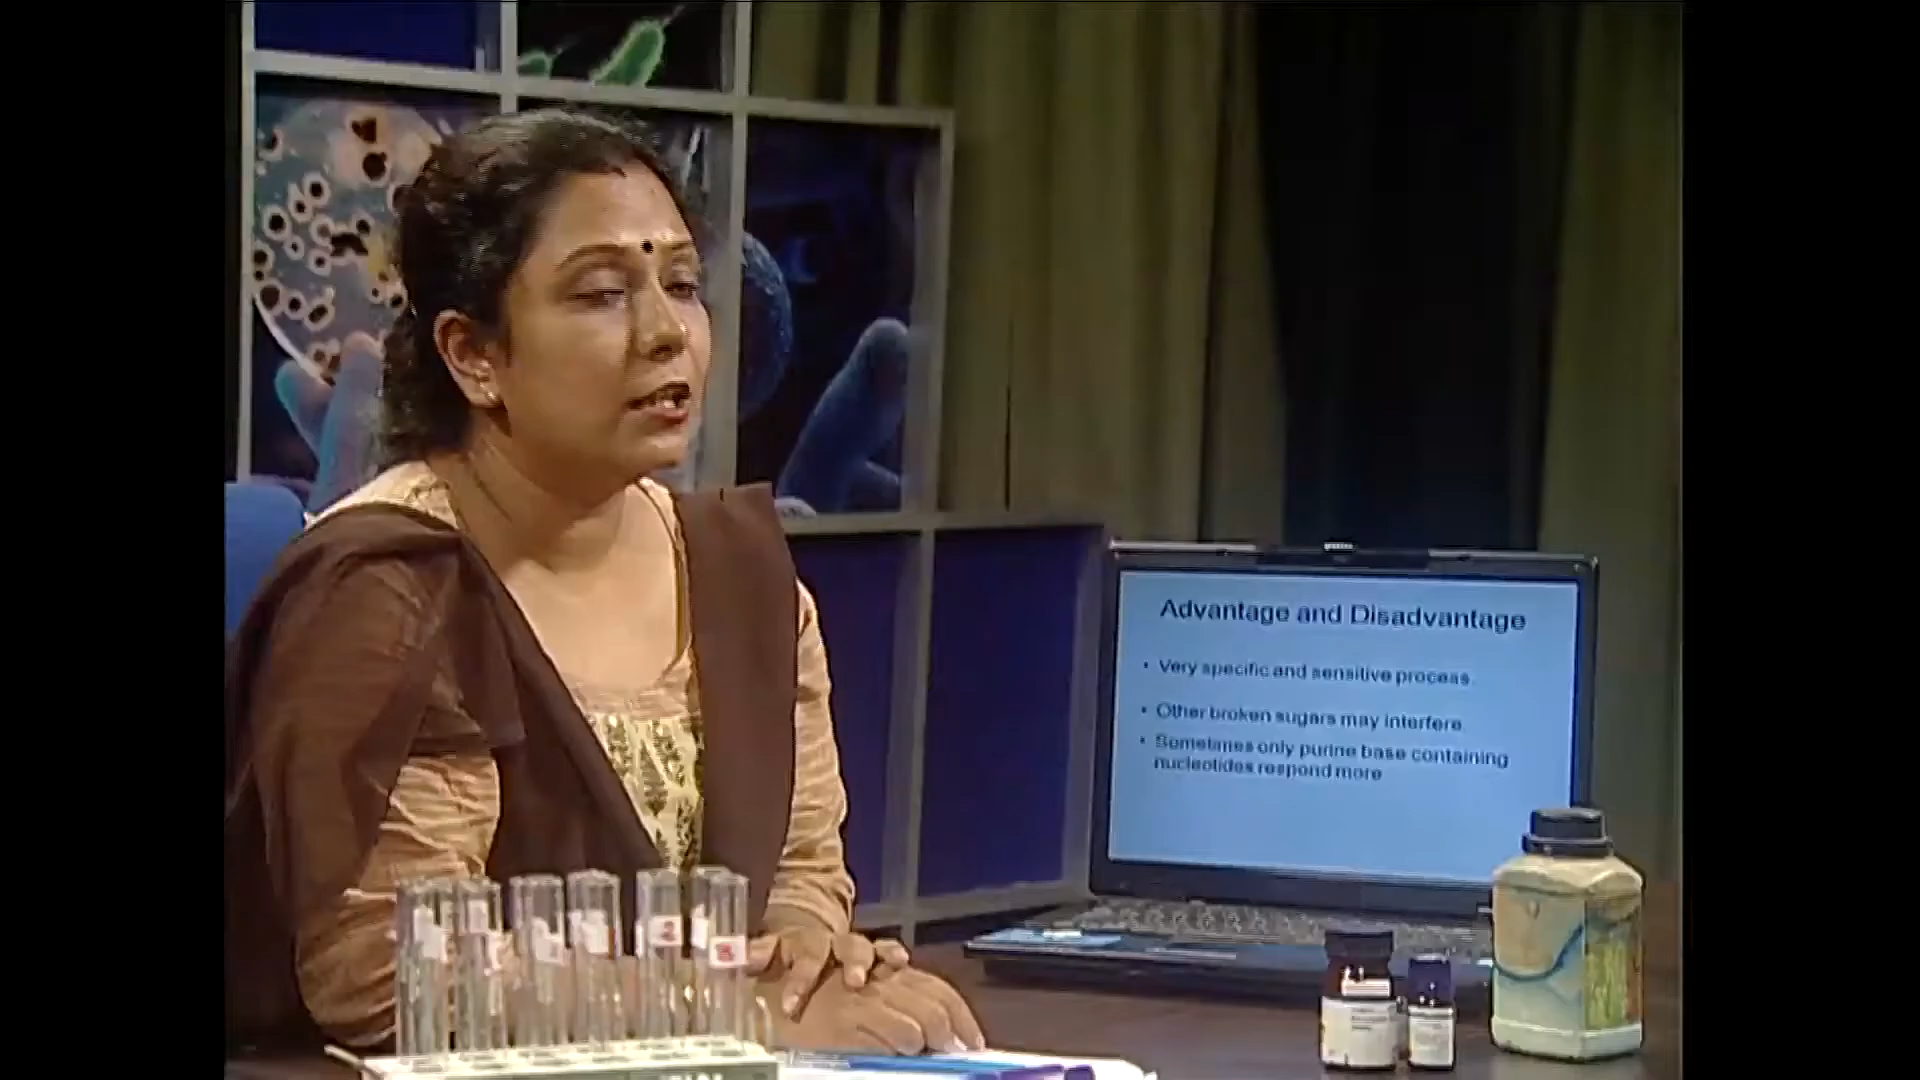 Advantage and Disadvantage
• Very specific and sensitive process.
• Other broken sugars may interfere.
• Sometimes only purine base containing
nucleotides respond more
2